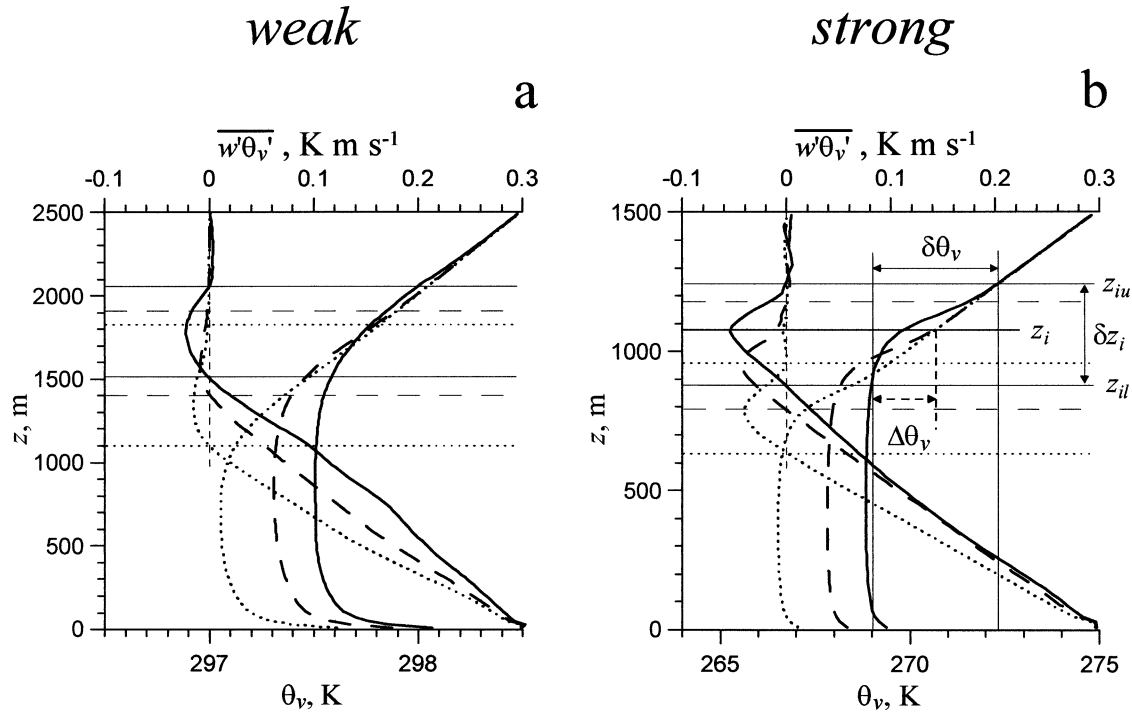 weak
strong
a
b
w'θv' , K m s-1
w'θv' , K m s-1
-0.1 0 0.1 0.2 0.3
-0.1 0 0.1 0.2 0.3
2500
2000
1500
1000
500
0
z, m
297 298
θv, K
1500
1000
500
0
z, m
δθv
ziu
zi
δzi
zil
Δθv
265 270 275
θv, K